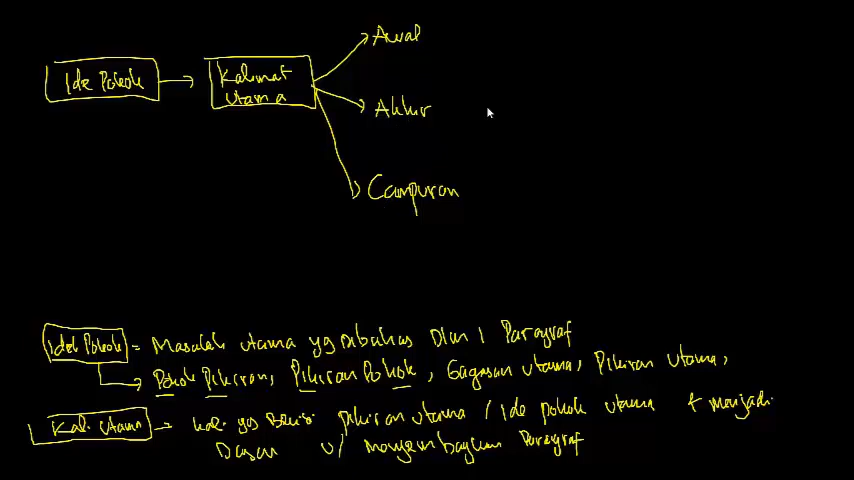 Awal
Ide Pokok → Kalimat
Utama
Akhir
Campuran
Ide Pokok = Masalah utama yg dibahas Dlm 1 Paragraf
→ Pokok Pikiran, Pikiran Pokok, Gagasan utama, Pikiran Utama,
Kal. Utama → kal. yg Berisi pikiran utama / Ide pokok utama + menjadi
Dasar u/ mengembangkan Paragraf